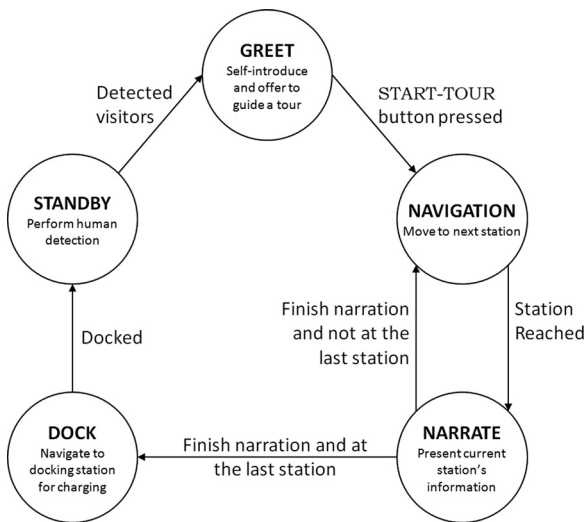 GREET
Self-introduce
and offer to
guide a tour
Detected
visitors
START-TOUR
button pressed
STANDBY
Perform human
detection
NAVIGATION
Move to next station
Finish narration
and not at the
last station
Station
Reached
Docked
DOCK
Navigate to
docking station
for charging
Finish narration and at
the last station
NARRATE
Present current
station's
information